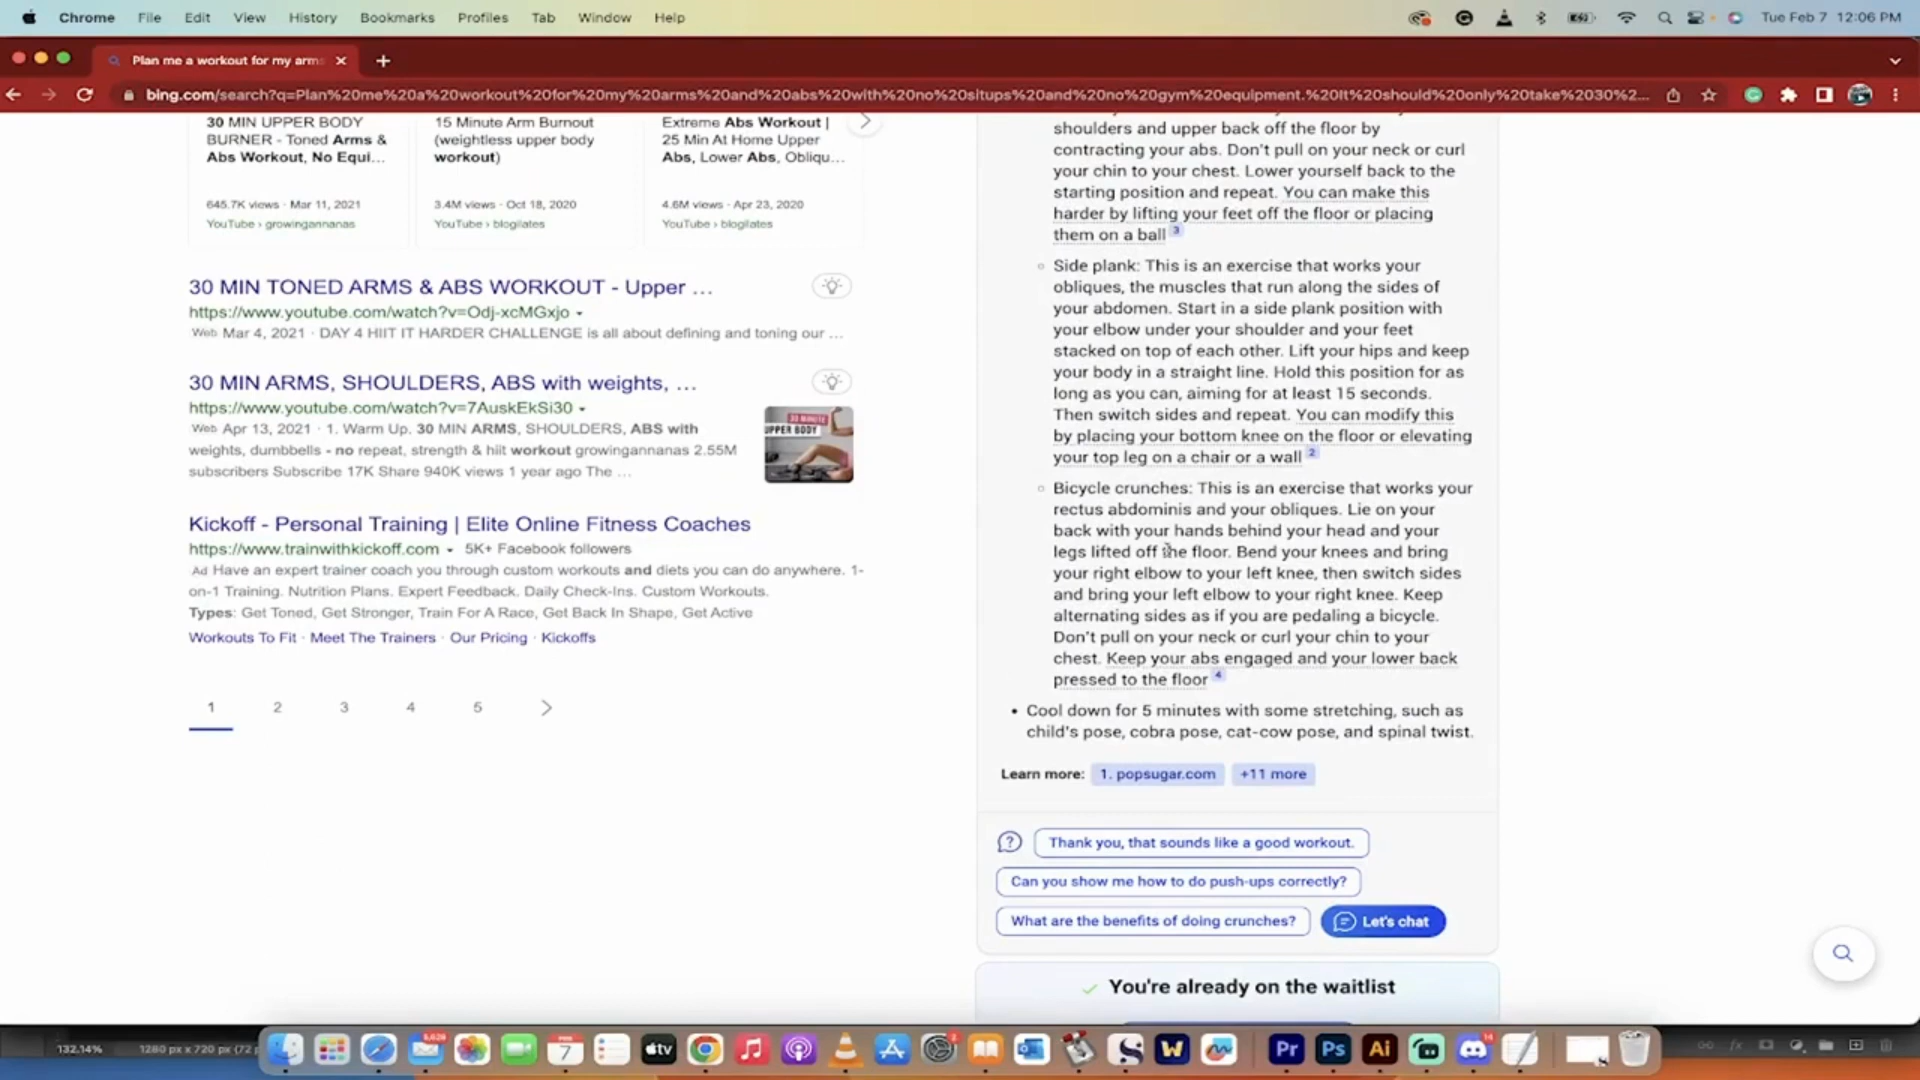 Chrome File Edit View History Bookmarks Profiles Tab Window Help
Tue Feb 7 12:06 PM
Plan me a workout for my arms
bing.com/search?q=Plan%20me%20a%20workout%20for%20my%20arms%20and%20abs%20with%20no%20situps%20and%20no%20gym%20equipment.%20It%20should%20only%20take%2030%2...
30 MIN UPPER BODY
BURNER - Toned Arms &
Abs Workout, No Equi...
645.7K views · Mar 11, 2021
YouTube › growingannanas
15 Minute Arm Burnout
(weightless upper body
workout)
3.4M views · Oct 18, 2020
YouTube › blogilates
Extreme Abs Workout |
25 Min At Home Upper
Abs, Lower Abs, Obliqu...
4.6M views · Apr 23, 2020
YouTube › blogilates
30 MIN TONED ARMS & ABS WORKOUT - Upper ...
https://www.youtube.com/watch?v=Odj-xcMGxjo
Web Mar 4, 2021 · DAY 4 HIIT IT HARDER CHALLENGE is all about defining and toning our ...
30 MIN ARMS, SHOULDERS, ABS with weights, ...
https://www.youtube.com/watch?v=7AuskEkSi30
Web Apr 13, 2021 · 1. Warm Up. 30 MIN ARMS, SHOULDERS, ABS with
weights, dumbbells - no repeat, strength & hiit workout growingannanas 2.55M
subscribers Subscribe 17K Share 940K views 1 year ago The ...
30 MINUTE
UPPER BODY
Kickoff - Personal Training | Elite Online Fitness Coaches
https://www.trainwithkickoff.com 5K+ Facebook followers
Ad Have an expert trainer coach you through custom workouts and diets you can do anywhere. 1-
on-1 Training. Nutrition Plans. Expert Feedback. Daily Check-Ins. Custom Workouts.
Types: Get Toned, Get Stronger, Train For A Race, Get Back In Shape, Get Active
Workouts To Fit · Meet The Trainers · Our Pricing · Kickoffs
1 2 3 4 5
shoulders and upper back off the floor by
contracting your abs. Don't pull on your neck or curl
your chin to your chest. Lower yourself back to the
starting position and repeat. You can make this
harder by lifting your feet off the floor or placing
them on a ball 3
Side plank: This is an exercise that works your
obliques, the muscles that run along the sides of
your abdomen. Start in a side plank position with
your elbow under your shoulder and your feet
stacked on top of each other. Lift your hips and keep
your body in a straight line. Hold this position for as
long as you can, aiming for at least 15 seconds.
Then switch sides and repeat. You can modify this
by placing your bottom knee on the floor or elevating
your top leg on a chair or a wall 2
Bicycle crunches: This is an exercise that works your
rectus abdominis and your obliques. Lie on your
back with your hands behind your head and your
legs lifted off the floor. Bend your knees and bring
your right elbow to your left knee, then switch sides
and bring your left elbow to your right knee. Keep
alternating sides as if you are pedaling a bicycle.
Don't pull on your neck or curl your chin to your
chest. Keep your abs engaged and your lower back
pressed to the floor 4
• Cool down for 5 minutes with some stretching, such as
child's pose, cobra pose, cat-cow pose, and spinal twist.
Learn more: 1. popsugar.com +11 more
Thank you, that sounds like a good workout.
Can you show me how to do push-ups correctly?
What are the benefits of doing crunches? Let's chat
You're already on the waitlist
132.14% 1280 px x 720 px (72 p
7 tv W Pr Ps Ai